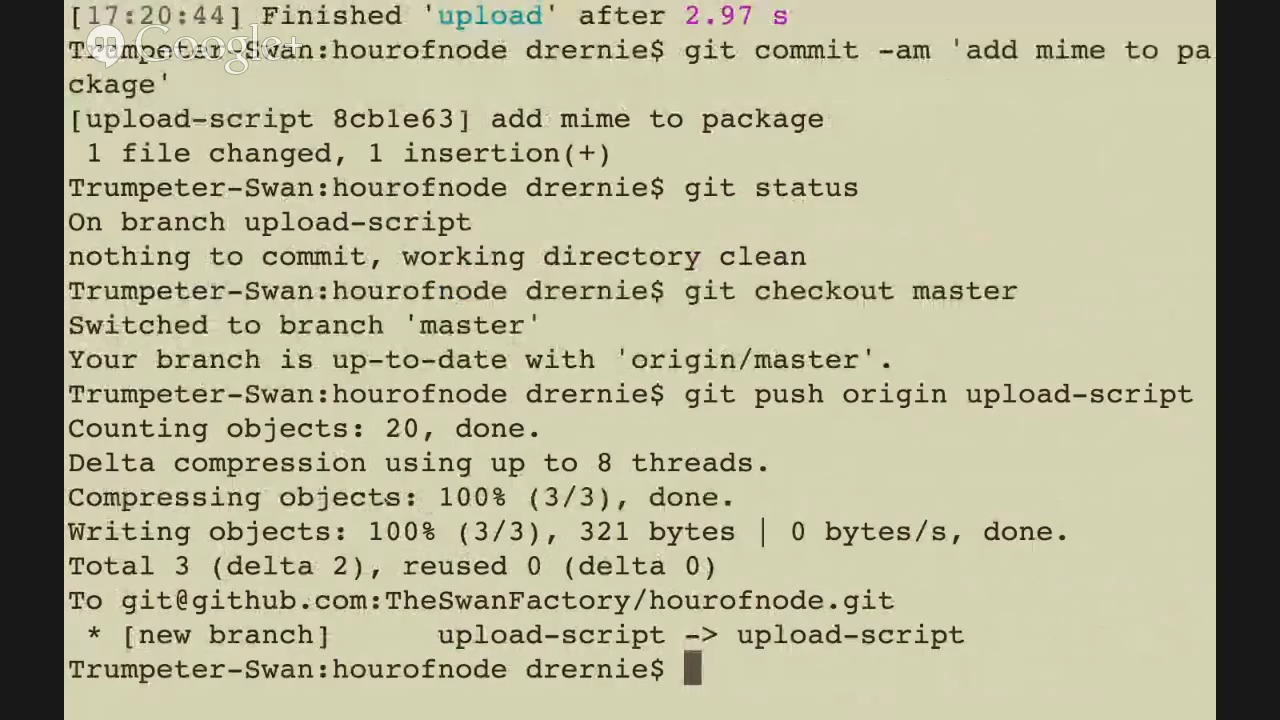 [17:20:44] Finished 'upload' after 2.97 s
Google+
Trumpeter-Swan:hourofnode drernie$ git commit -am 'add mime to pa
ckage'
[upload-script 8cb1e63] add mime to package
 1 file changed, 1 insertion(+)
Trumpeter-Swan:hourofnode drernie$ git status
On branch upload-script
nothing to commit, working directory clean
Trumpeter-Swan:hourofnode drernie$ git checkout master
Switched to branch 'master'
Your branch is up-to-date with 'origin/master'.
Trumpeter-Swan:hourofnode drernie$ git push origin upload-script
Counting objects: 20, done.
Delta compression using up to 8 threads.
Compressing objects: 100% (3/3), done.
Writing objects: 100% (3/3), 321 bytes | 0 bytes/s, done.
Total 3 (delta 2), reused 0 (delta 0)
To git@github.com:TheSwanFactory/hourofnode.git
 * [new branch]      upload-script -> upload-script
Trumpeter-Swan:hourofnode drernie$